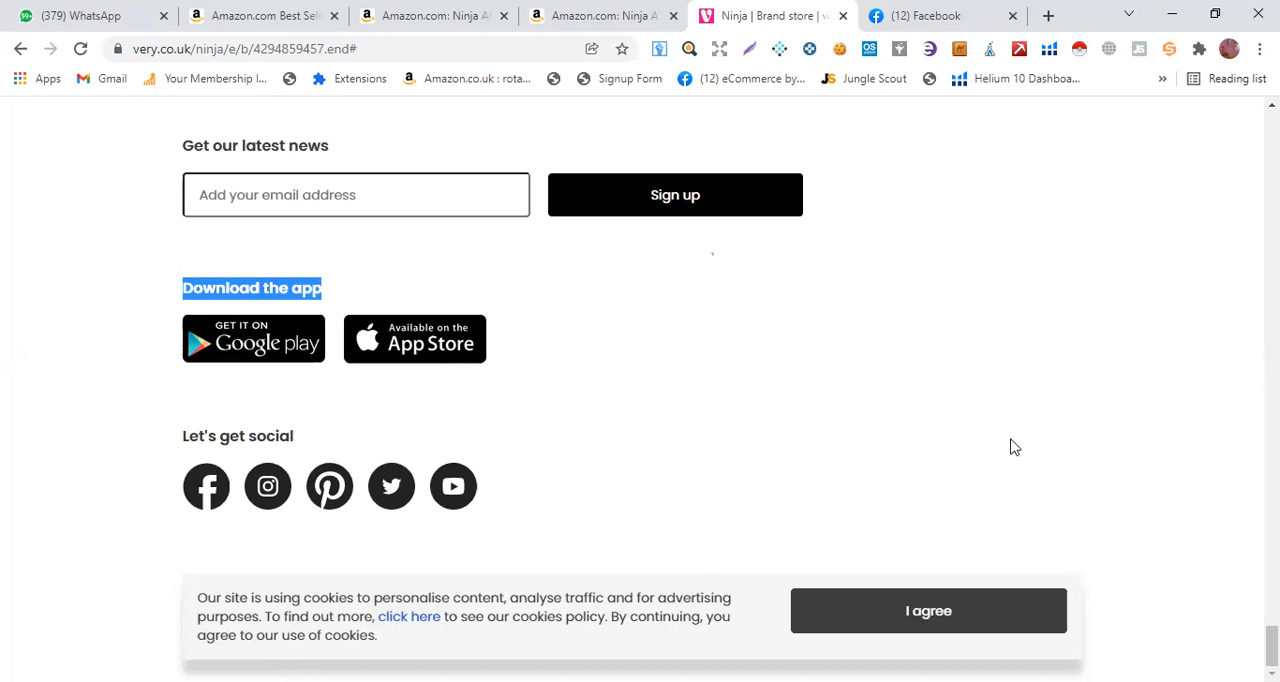 99+ (379) WhatsApp
Amazon.com Best Sell
Amazon.com: Ninja A
Amazon.com: Ninja A
Ninja | Brand store | w
(12) Facebook
very.co.uk/ninja/e/b/4294859457.end#
Apps
Gmail
Your Membership I...
Extensions
Amazon.co.uk : rota...
Signup Form
(12) eCommerce by...
JS Jungle Scout
Helium 10 Dashboa...
»
Reading list
Get our latest news
Add your email address
Sign up
Download the app
GET IT ON
Google play
Available on the
App Store
Let's get social
Our site is using cookies to personalise content, analyse traffic and for advertising
purposes. To find out more, click here to see our cookies policy. By continuing, you
agree to our use of cookies.
I agree